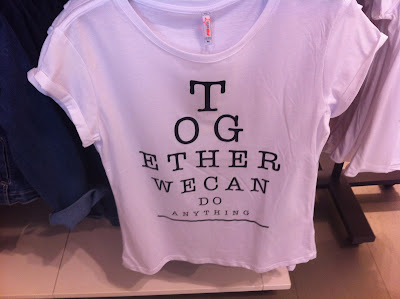 T
OG
ETHER
WECAN
DO
ANYTHING